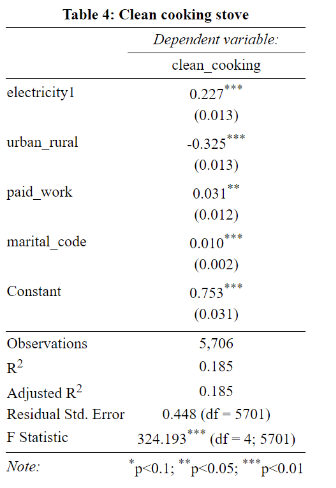 Table 4: Clean cooking stove
Dependent variable:
clean_cooking
electricity1 0.227***
(0.013)
urban_rural -0.325***
(0.013)
paid_work 0.031**
(0.012)
marital_code 0.010***
(0.002)
Constant 0.753***
(0.031)
Observations 5,706
R2 0.185
Adjusted R2 0.185
Residual Std. Error 0.448 (df = 5701)
F Statistic 324.193*** (df = 4; 5701)
Note: *p<0.1; **p<0.05; ***p<0.01